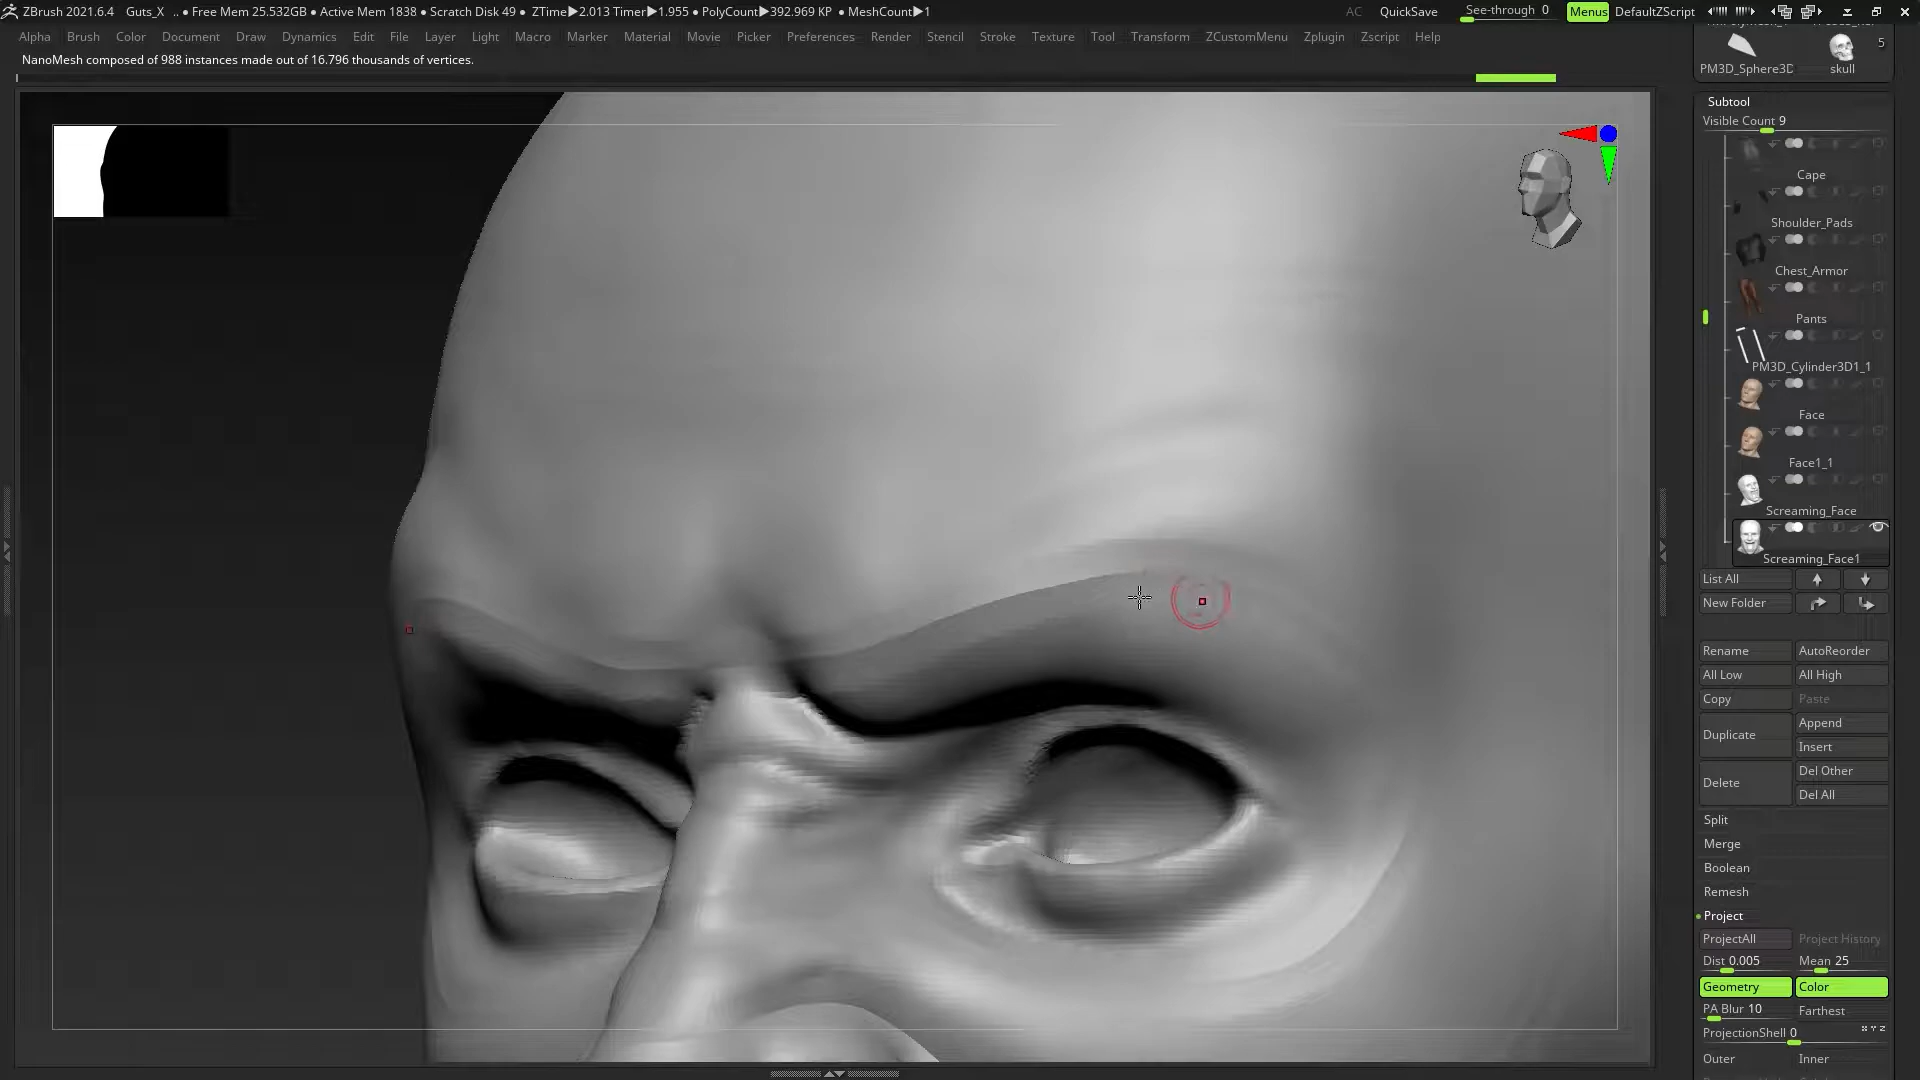 ZBrush 2021.6.4 Guts_X .. • Free Mem 25.532GB • Active Mem 1838 • Scratch Disk 49 • ZTime▶2.013 Timer▶1.955 • PolyCount▶392.969 KP • MeshCount▶1 AC QuickSave See-through 0 Menus DefaultZScript
Alpha Brush Color Document Draw Dynamics Edit File Layer Light Macro Marker Material Movie Picker Preferences Render Stencil Stroke Texture Tool Transform ZCustomMenu Zplugin Zscript Help
5
NanoMesh composed of 988 instances made out of 16.796 thousands of vertices.
PM3D_Sphere3D skull
Subtool
Visible Count 9
Cape
Shoulder_Pads
Chest_Armor
Pants
PM3D_Cylinder3D1_1
Face
Face1_1
Screaming_Face
Screaming_Face1
List All
New Folder
Rename AutoReorder
All Low All High
Copy Paste
Duplicate Append
Insert
Delete Del Other
Del All
Split
Merge
Boolean
Remesh
Project
ProjectAll Project History
Dist 0.005 Mean 25
Geometry Color
PA Blur 10 Farthest
ProjectionShell 0 X Y Z
Outer Inner